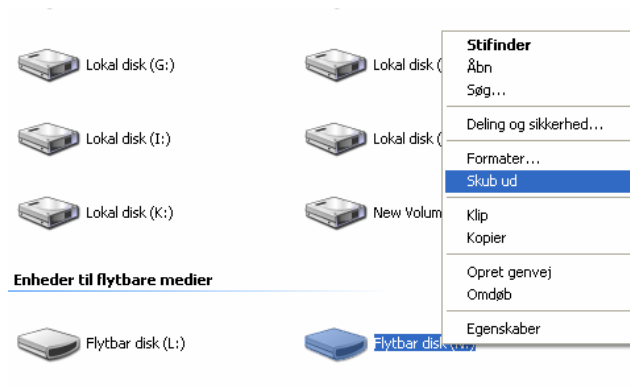 Lokal disk (G:)
Lokal disk (
Lokal disk (I:)
Lokal disk (
Lokal disk (K:)
New Volum
Enheder til flytbare medier
Flytbar disk (L:)
Flytbar disk
Stifinder
Åbn
Søg...
Deling og sikkerhed...
Formater...
Skub ud
Klip
Kopier
Opret genvej
Omdøb
Egenskaber